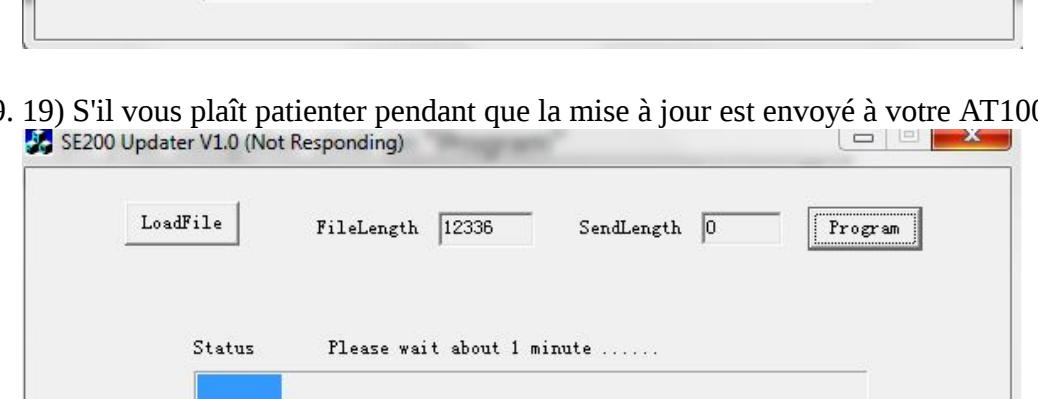 19) S'il vous plaît patienter pendant que la mise à jour est envoyé à votre AT100
SE200 Updater V1.0 (Not Responding)
LoadFile FileLength 12336 SendLength 0 Program
Status Please wait about 1 minute ......